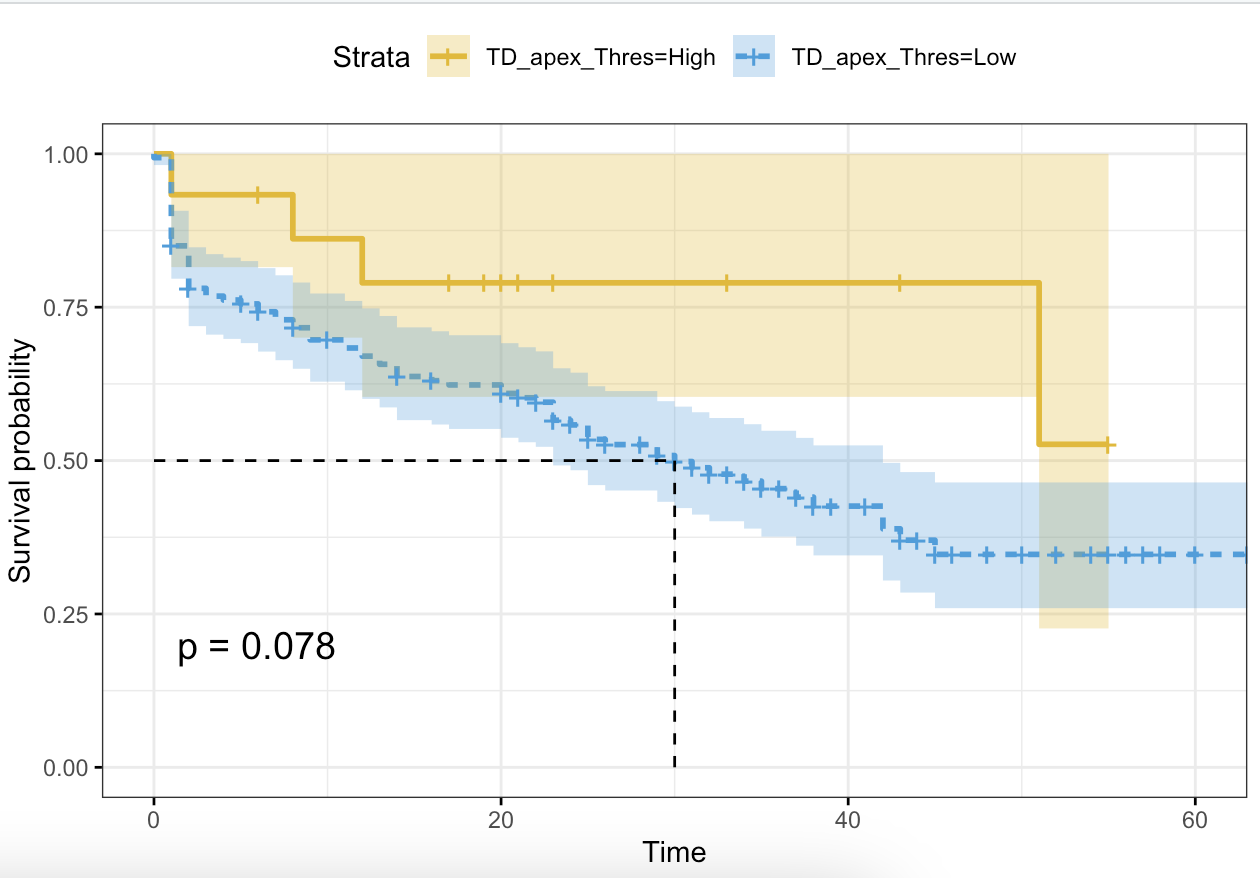 Strata TD_apex_Thres=High TD_apex_Thres=Low
Survival probability
1.00
0.75
0.50
0.25
0.00
p = 0.078
0 20 40 60
Time